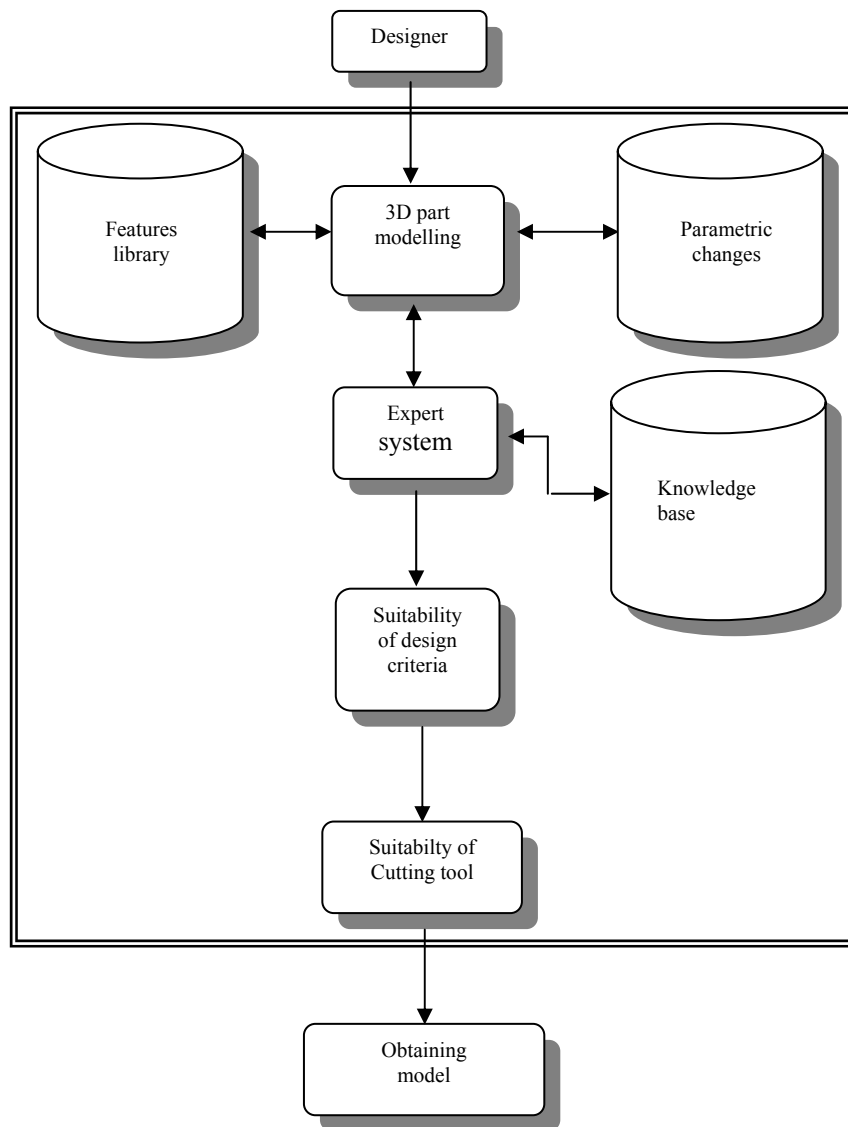 Designer
Features
library
3D part
modelling
Parametric
changes
Expert
system
Knowledge
base
Suitability
of design
criteria
Suitabilty of
Cutting tool
Obtaining
model